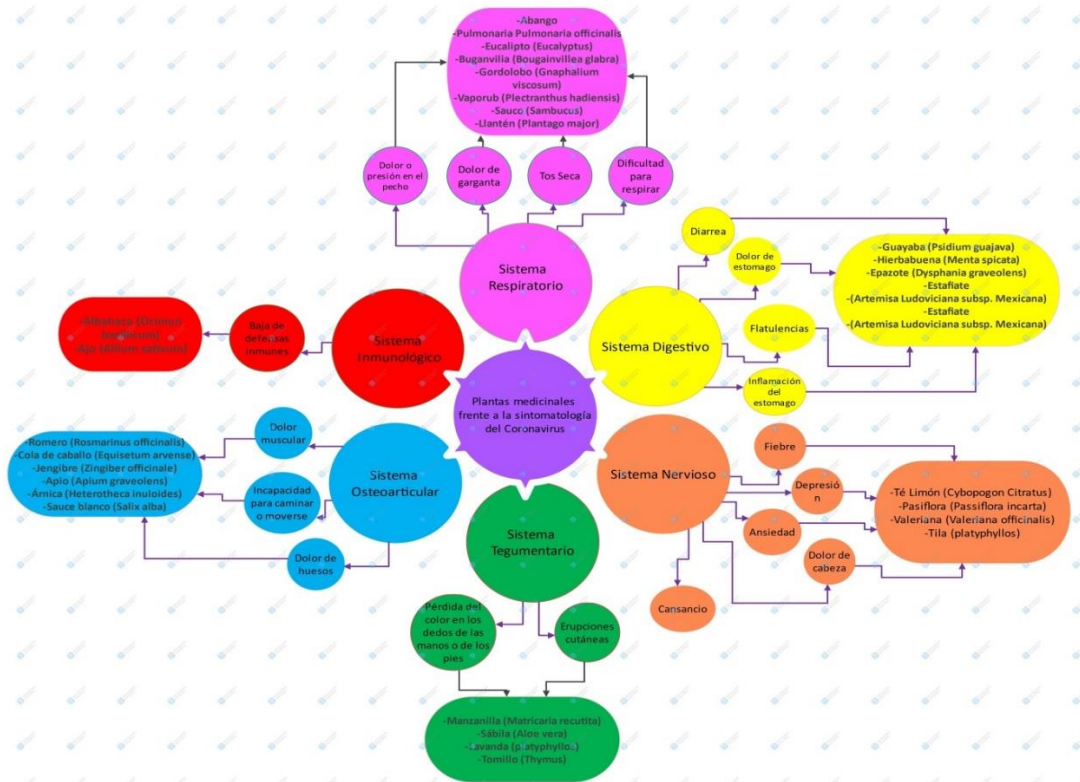 -Abango
-Pulmonaria Pulmonaria officinalis
-Eucalipto (Eucalyptus)
-Buganvilia (Bougainvillea glabra)
-Gordolobo (Gnaphalium
viscosum)
-Vaporub (Plectranthus hadiensis)
-Sauco (Sambucus)
-Llantén (Plantago major)
Dolor o
presión en el
pecho
Dolor de
garganta
Tos Seca
Dificultad
para
respirar
Sistema
Respiratorio
Diarrea
Dolor de
estomago
Flatulencias
Inflamación
del
estomago
Sistema Digestivo
-Guayaba (Psidium guajava)
-Hierbabuena (Menta spicata)
-Epazote (Dysphania graveolens)
-Estafiate
-(Artemisa Ludoviciana subsp. Mexicana)
-Estafiate
-(Artemisa Ludoviciana subsp. Mexicana)
-Albahaca (Ocimun
-Ajo (Allium sativum)
Baja de
defensas
inmunes
Sistema
Inmunológico
Plantas medicinales
frente a la sintomatología
del Coronavirus
-Romero (Rosmarinus officinalis)
-Cola de caballo (Equisetum arvense)
-Jengibre (Zingiber officinale)
-Apio (Apium graveolens)
-Árnica (Heterotheca inuloides)
-Sauce blanco (Salix alba)
Dolor
muscular
Incapacidad
para caminar
o moverse
Dolor de
huesos
Sistema
Osteoarticular
Sistema Nervioso
Fiebre
Depresió
n
Ansiedad
Dolor de
cabeza
Cansancio
-Té Limón (Cybopogon Citratus)
-Pasiflora (Passiflora incarta)
-Valeriana (Valeriana officinalis)
-Tila (platyphyllos)
Sistema
Tegumentario
Pérdida del
color en los
dedos de las
manos o de los
pies
Erupciones
cutáneas
-Manzanilla (Matricaria recutita)
-Sábila (Aloe vera)
-Lavanda (platyphyllos)
-Tomillo (Thymus)